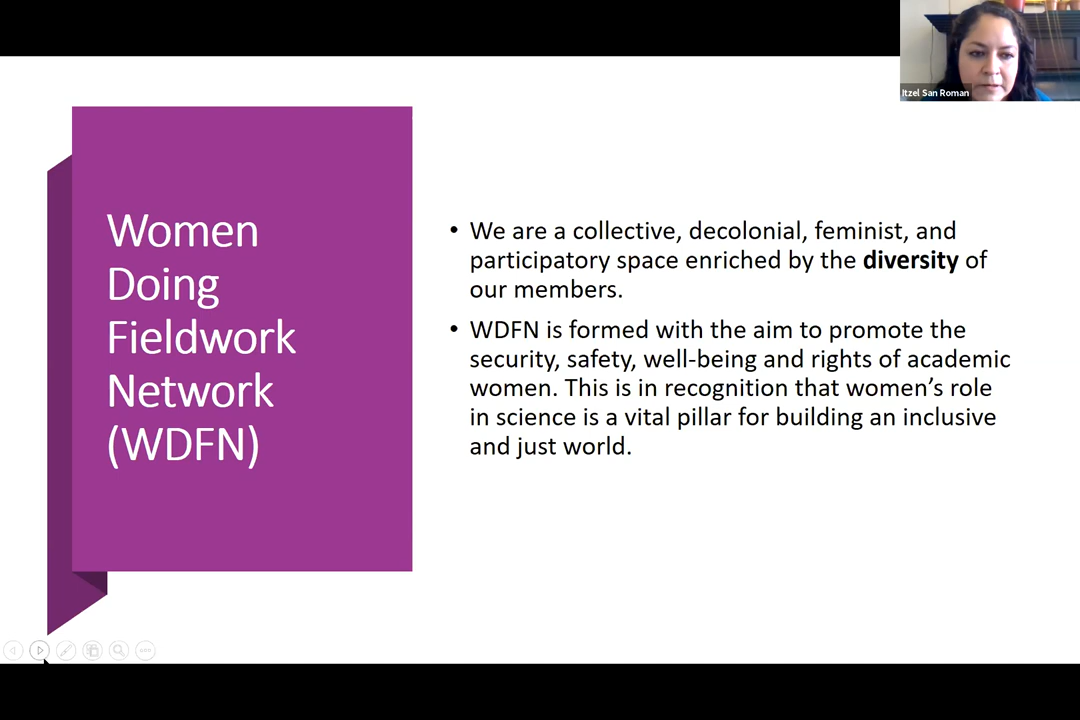 Itzel San Roman
Women
Doing
Fieldwork
Network
(WDFN)
• We are a collective, decolonial, feminist, and
participatory space enriched by the diversity of
our members.
• WDFN is formed with the aim to promote the
security, safety, well-being and rights of academic
women. This is in recognition that women’s role
in science is a vital pillar for building an inclusive
and just world.